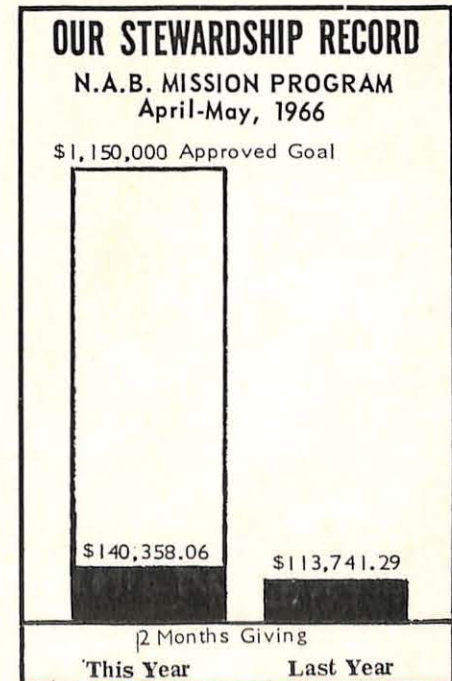 OUR STEWARDSHIP RECORD
N.A.B. MISSION PROGRAM
April-May, 1966
$1,150,000 Approved Goal
$140,358.06
$113,741.29
2 Months Giving
This Year Last Year